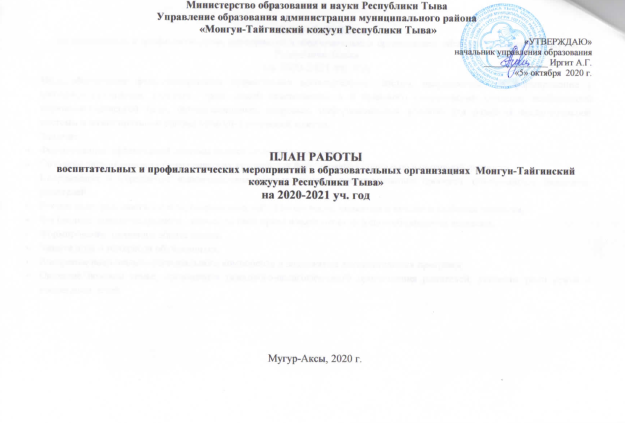 Министерство образования и науки Республики Тыва
Управление образования администрации муниципального района
«Монгун-Тайгинский кожуун Республики Тыва»
«УТВЕРЖДАЮ»
начальник управления образования
Иргит А.Г.
«5» октября 2020 г.
ПЛАН РАБОТЫ
воспитательных и профилактических мероприятий в образовательных организациях Монгун-Тайгинский
кожууна Республики Тыва»
на 2020-2021 уч. год
Мугур-Аксы, 2020 г.